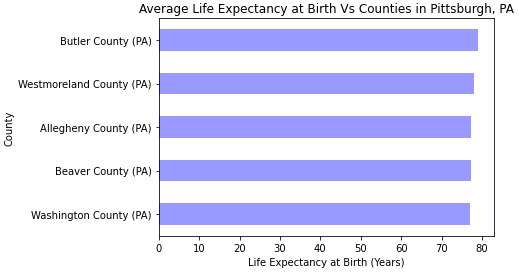 Average Life Expectancy at Birth Vs Counties in Pittsburgh, PA
County
Butler County (PA)
Westmoreland County (PA)
Allegheny County (PA)
Beaver County (PA)
Washington County (PA)
0 10 20 30 40 50 60 70 80
Life Expectancy at Birth (Years)